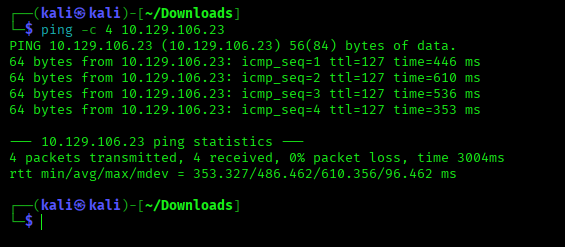 ┌──(kali㉿kali)-[~/Downloads]
└─$ ping -c 4 10.129.106.23
PING 10.129.106.23 (10.129.106.23) 56(84) bytes of data.
64 bytes from 10.129.106.23: icmp_seq=1 ttl=127 time=446 ms
64 bytes from 10.129.106.23: icmp_seq=2 ttl=127 time=610 ms
64 bytes from 10.129.106.23: icmp_seq=3 ttl=127 time=536 ms
64 bytes from 10.129.106.23: icmp_seq=4 ttl=127 time=353 ms
--- 10.129.106.23 ping statistics ---
4 packets transmitted, 4 received, 0% packet loss, time 3004ms
rtt min/avg/max/mdev = 353.327/486.462/610.356/96.462 ms
┌──(kali㉿kali)-[~/Downloads]
└─$